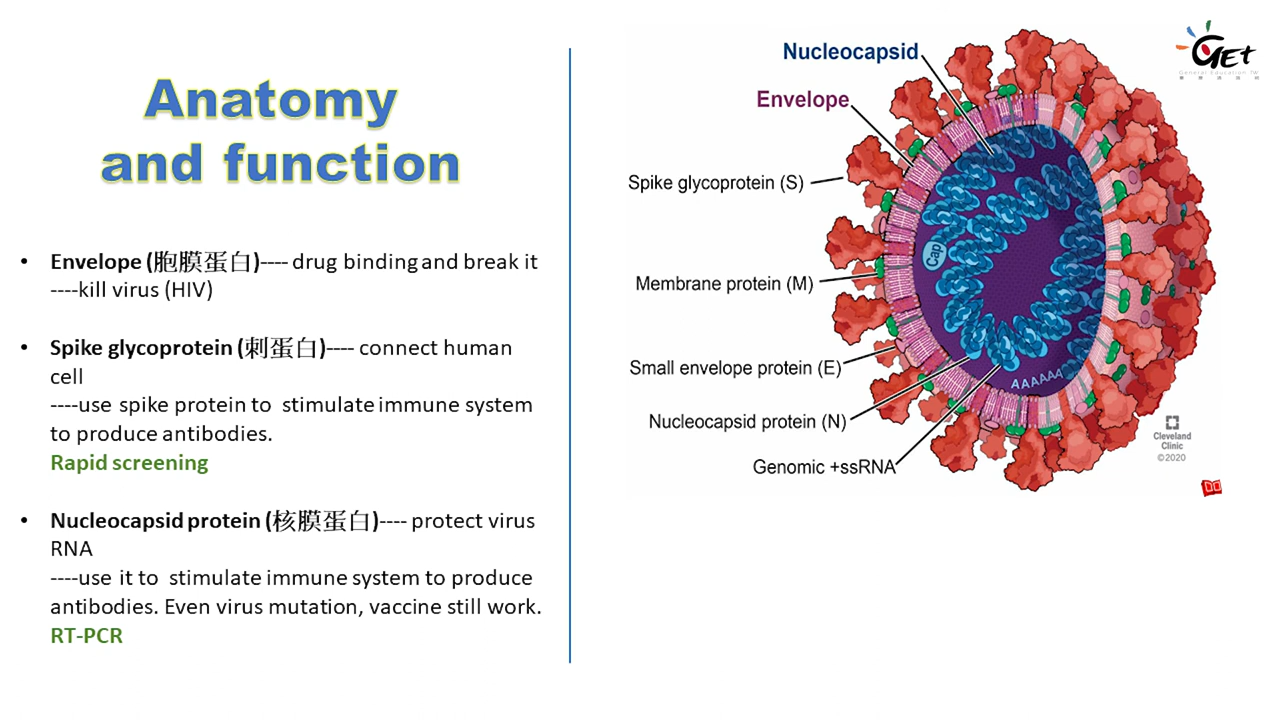 Anatomy
and function
• Envelope (胞膜蛋白)---- drug binding and break it
----kill virus (HIV)
• Spike glycoprotein (刺蛋白)---- connect human
cell
----use spike protein to stimulate immune system
to produce antibodies.
Rapid screening
• Nucleocapsid protein (核膜蛋白)---- protect virus
RNA
----use it to stimulate immune system to produce
antibodies. Even virus mutation, vaccine still work.
RT-PCR
Nucleocapsid
Envelope
Spike glycoprotein (S)
Membrane protein (M)
Small envelope protein (E)
Nucleocapsid protein (N)
Genomic +ssRNA
Cap
AAAAAA
Cleveland
Clinic
©2020
GET
General Education TW